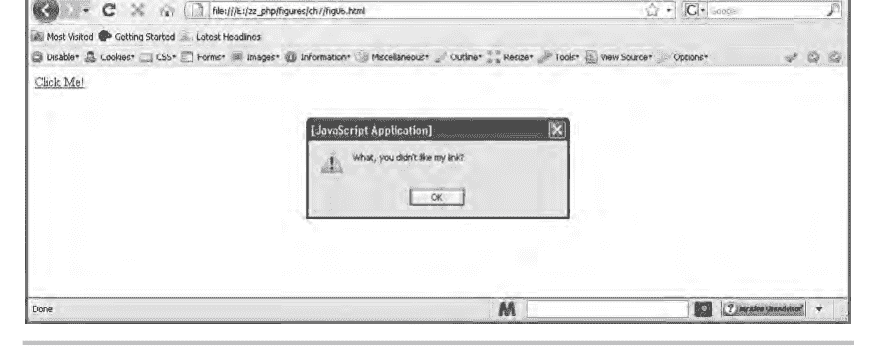 file:///E:/zz_php/figures/ch7/fig06.html
Google
Most Visited Getting Started Latest Headlines
Disable Cookies CSS Forms Images Information Miscellaneous Outline Resize Tools View Source Options
Click Me!
[JavaScript Application]
What, you didn't like my link?
OK
Done